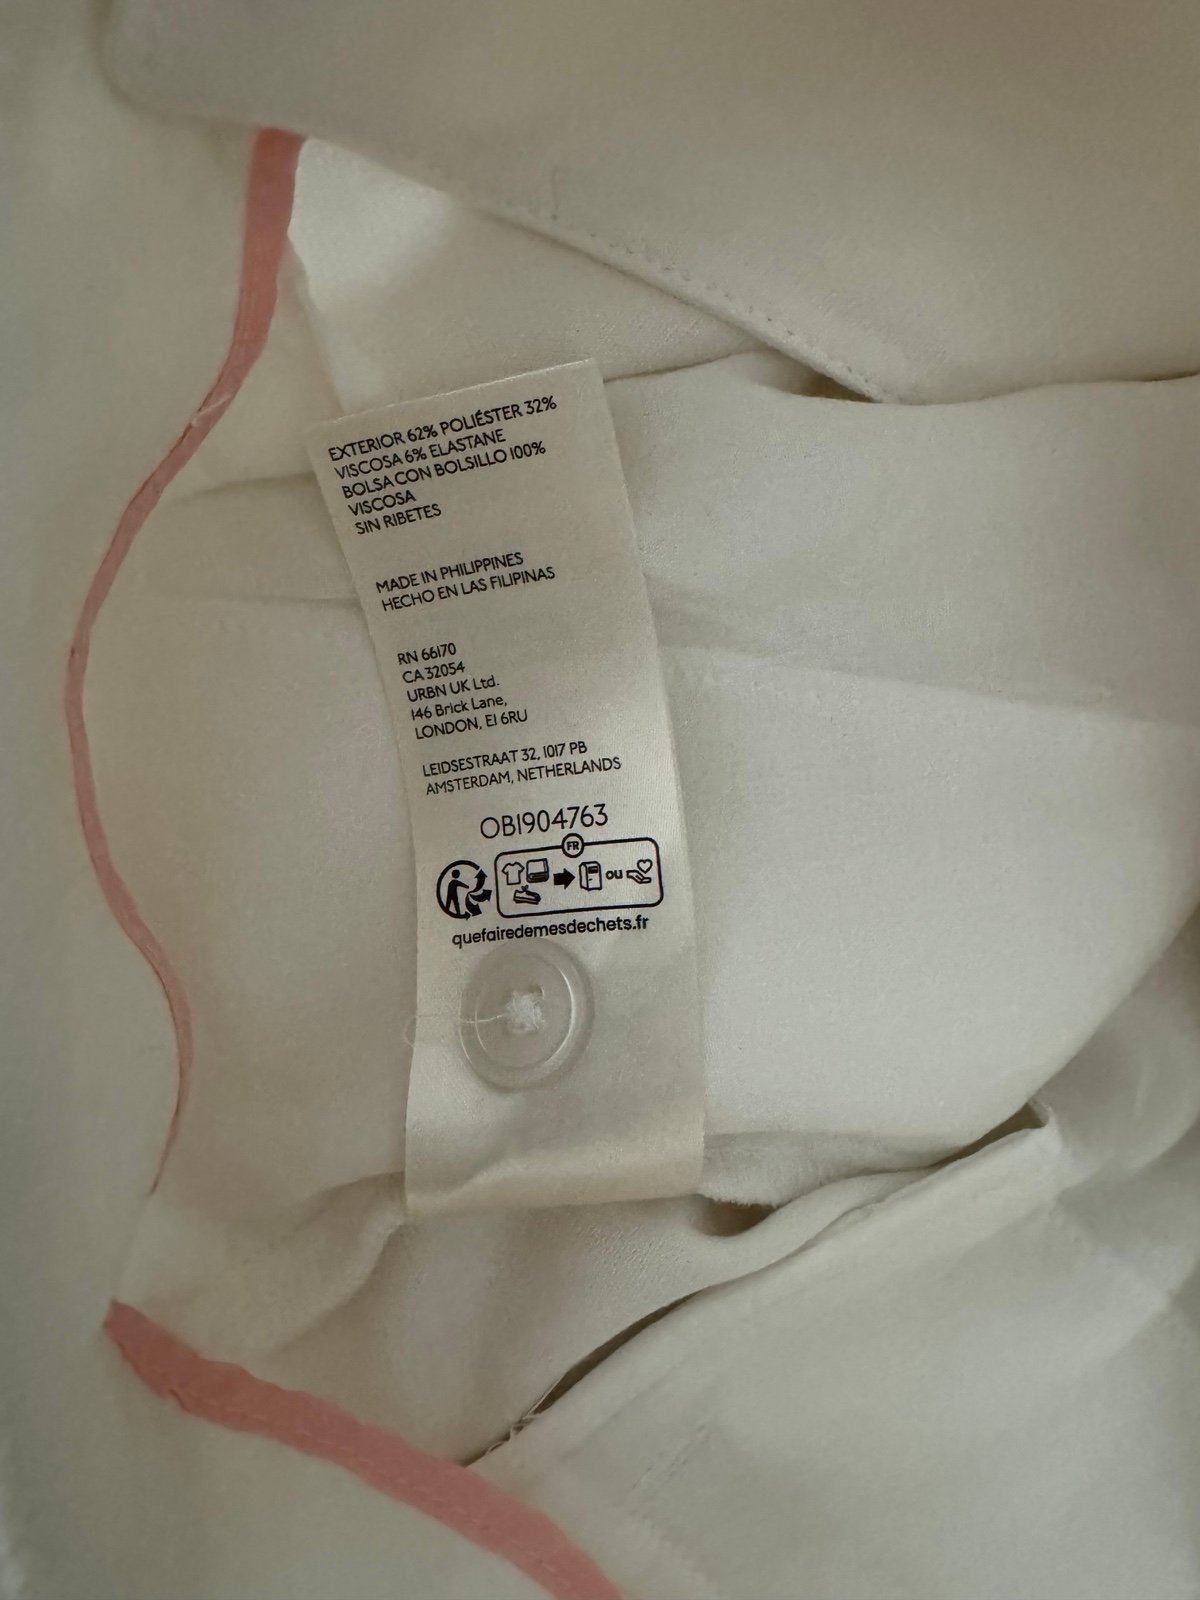 EXTERIOR 62% POLIÉSTER 32%
VISCOSA 6% ELASTANE
BOLSA CON BOLSILLO 100%
VISCOSA
SIN RIBETES
MADE IN PHILIPPINES
HECHO EN LAS FILIPINAS
RN 66170
CA 32054
URBN UK Ltd.
146 Brick Lane,
LONDON, E1 6RU
LEIDSESTRAAT 32, 1017 PB
AMSTERDAM, NETHERLANDS
OB1904763
FR
ou
quefairedemesdechets.fr